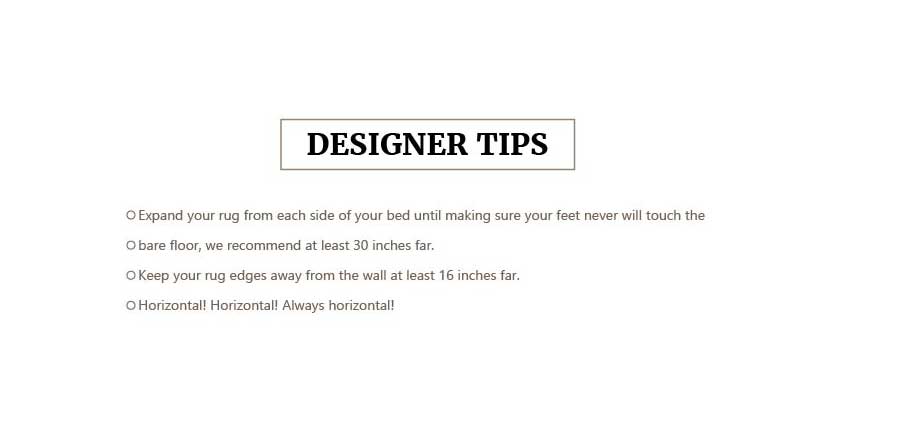 DESIGNER TIPS
Expand your rug from each side of your bed until making sure your feet never will touch the
bare floor, we recommend at least 30 inches far.
Keep your rug edges away from the wall at least 16 inches far.
Horizontal! Horizontal! Always horizontal!